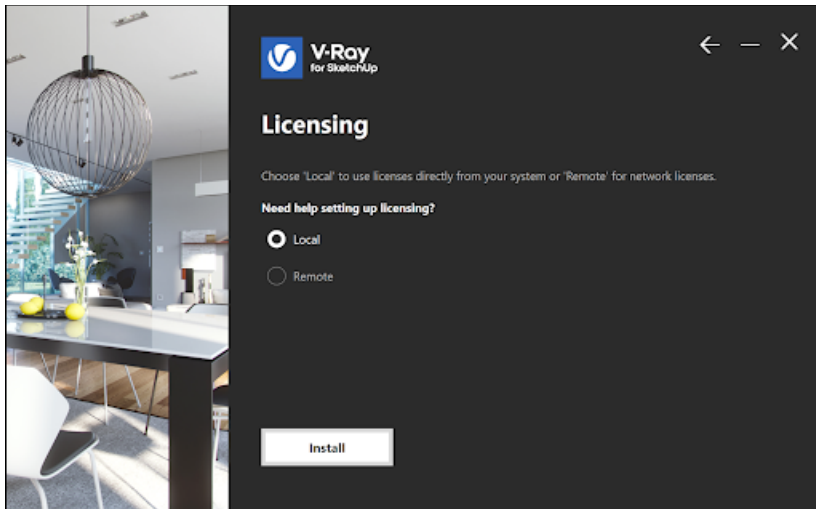 V-Ray
for SketchUp
Licensing
Choose 'Local' to use licenses directly from your system or 'Remote' for network licenses.
Need help setting up licensing?
Local
Remote
Install